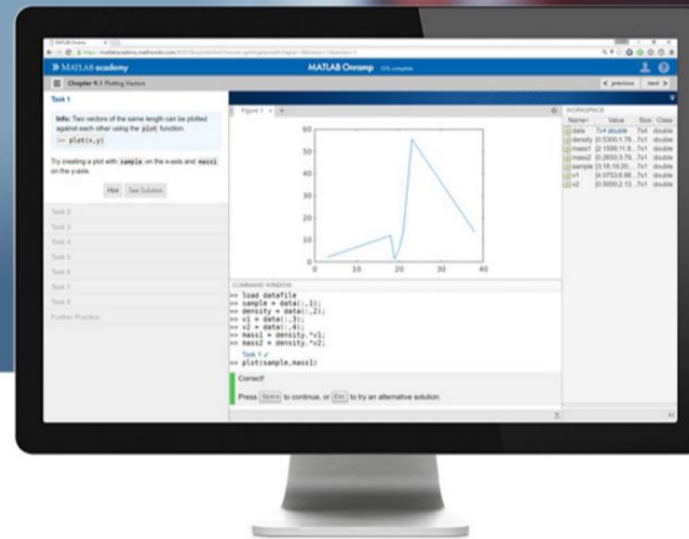 MATLAB academy
MATLAB Onramp
Chapter 9.1 Plotting Vectors
< previous
next >
Task 1
Info: Two vectors of the same length can be plotted
against each other using the plot function.
>> plot(x,y)
Try creating a plot with sample on the x-axis and mass1
on the y-axis.
Hint
See Solution
Task 2
Task 3
Task 4
Task 5
Task 6
Task 7
Task 8
Further Practice
Figure 1
60
50
40
30
20
10
0
0
10
20
30
40
COMMAND WINDOW
>> load datafile
>> sample = data(:,1);
>> density = data(:,2);
>> v1 = data(:,3);
>> v2 = data(:,4);
>> mass1 = density.*v1;
>> mass2 = density.*v2;
Task 1 ✓
>> plot(sample,mass1)
Correct!
Press to continue, or Esc to try an alternative solution.
WORKSPACE
Name
Value
Size
Class
data
7x4 double
7x4
double
density
7x1
double
mass1
7x1
double
mass2
7x1
double
sample
7x1
double
v1
7x1
double
v2
7x1
double